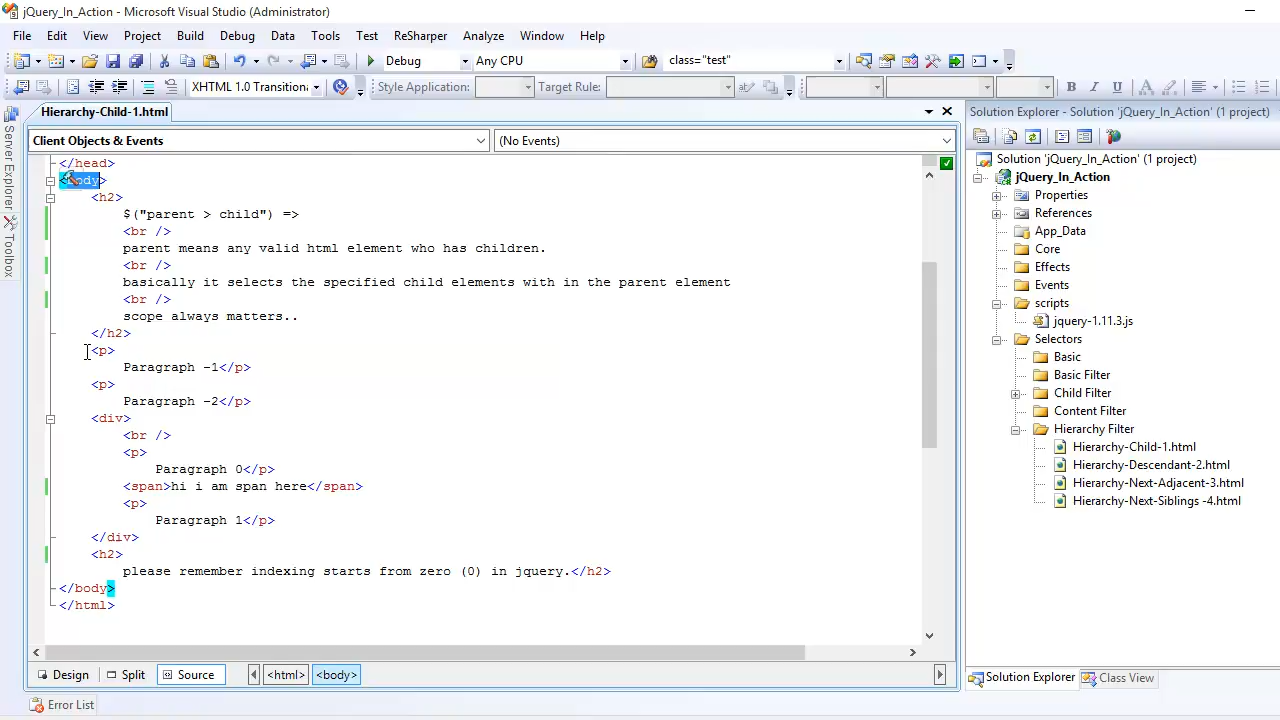 jQuery_In_Action - Microsoft Visual Studio (Administrator)
File Edit View Project Build Debug Data Tools Test ReSharper Analyze Window Help
Debug Any CPU class="test"
XHTML 1.0 Transition Style Application: Target Rule: B I U
Hierarchy-Child-1.html
Client Objects & Events (No Events)
</head>
<body>
<h2>
$("parent > child") =>
<br />
parent means any valid html element who has children.
<br />
basically it selects the specified child elements with in the parent element
<br />
scope always matters..
</h2>
<p>
Paragraph -1</p>
<p>
Paragraph -2</p>
<div>
<br />
<p>
Paragraph 0</p>
<span>hi i am span here</span>
<p>
Paragraph 1</p>
</div>
<h2>
please remember indexing starts from zero (0) in jquery.</h2>
</body>
</html>
Design Split Source <html> <body>
Error List
Server Explorer
Toolbox
Solution Explorer - Solution 'jQuery_In_Action' (1 project)
Solution 'jQuery_In_Action' (1 project)
jQuery_In_Action
Properties
References
App_Data
Core
Effects
Events
scripts
jquery-1.11.3.js
Selectors
Basic
Basic Filter
Child Filter
Content Filter
Hierarchy Filter
Hierarchy-Child-1.html
Hierarchy-Descendant-2.html
Hierarchy-Next-Adjacent-3.html
Hierarchy-Next-Siblings -4.html
Solution Explorer Class View